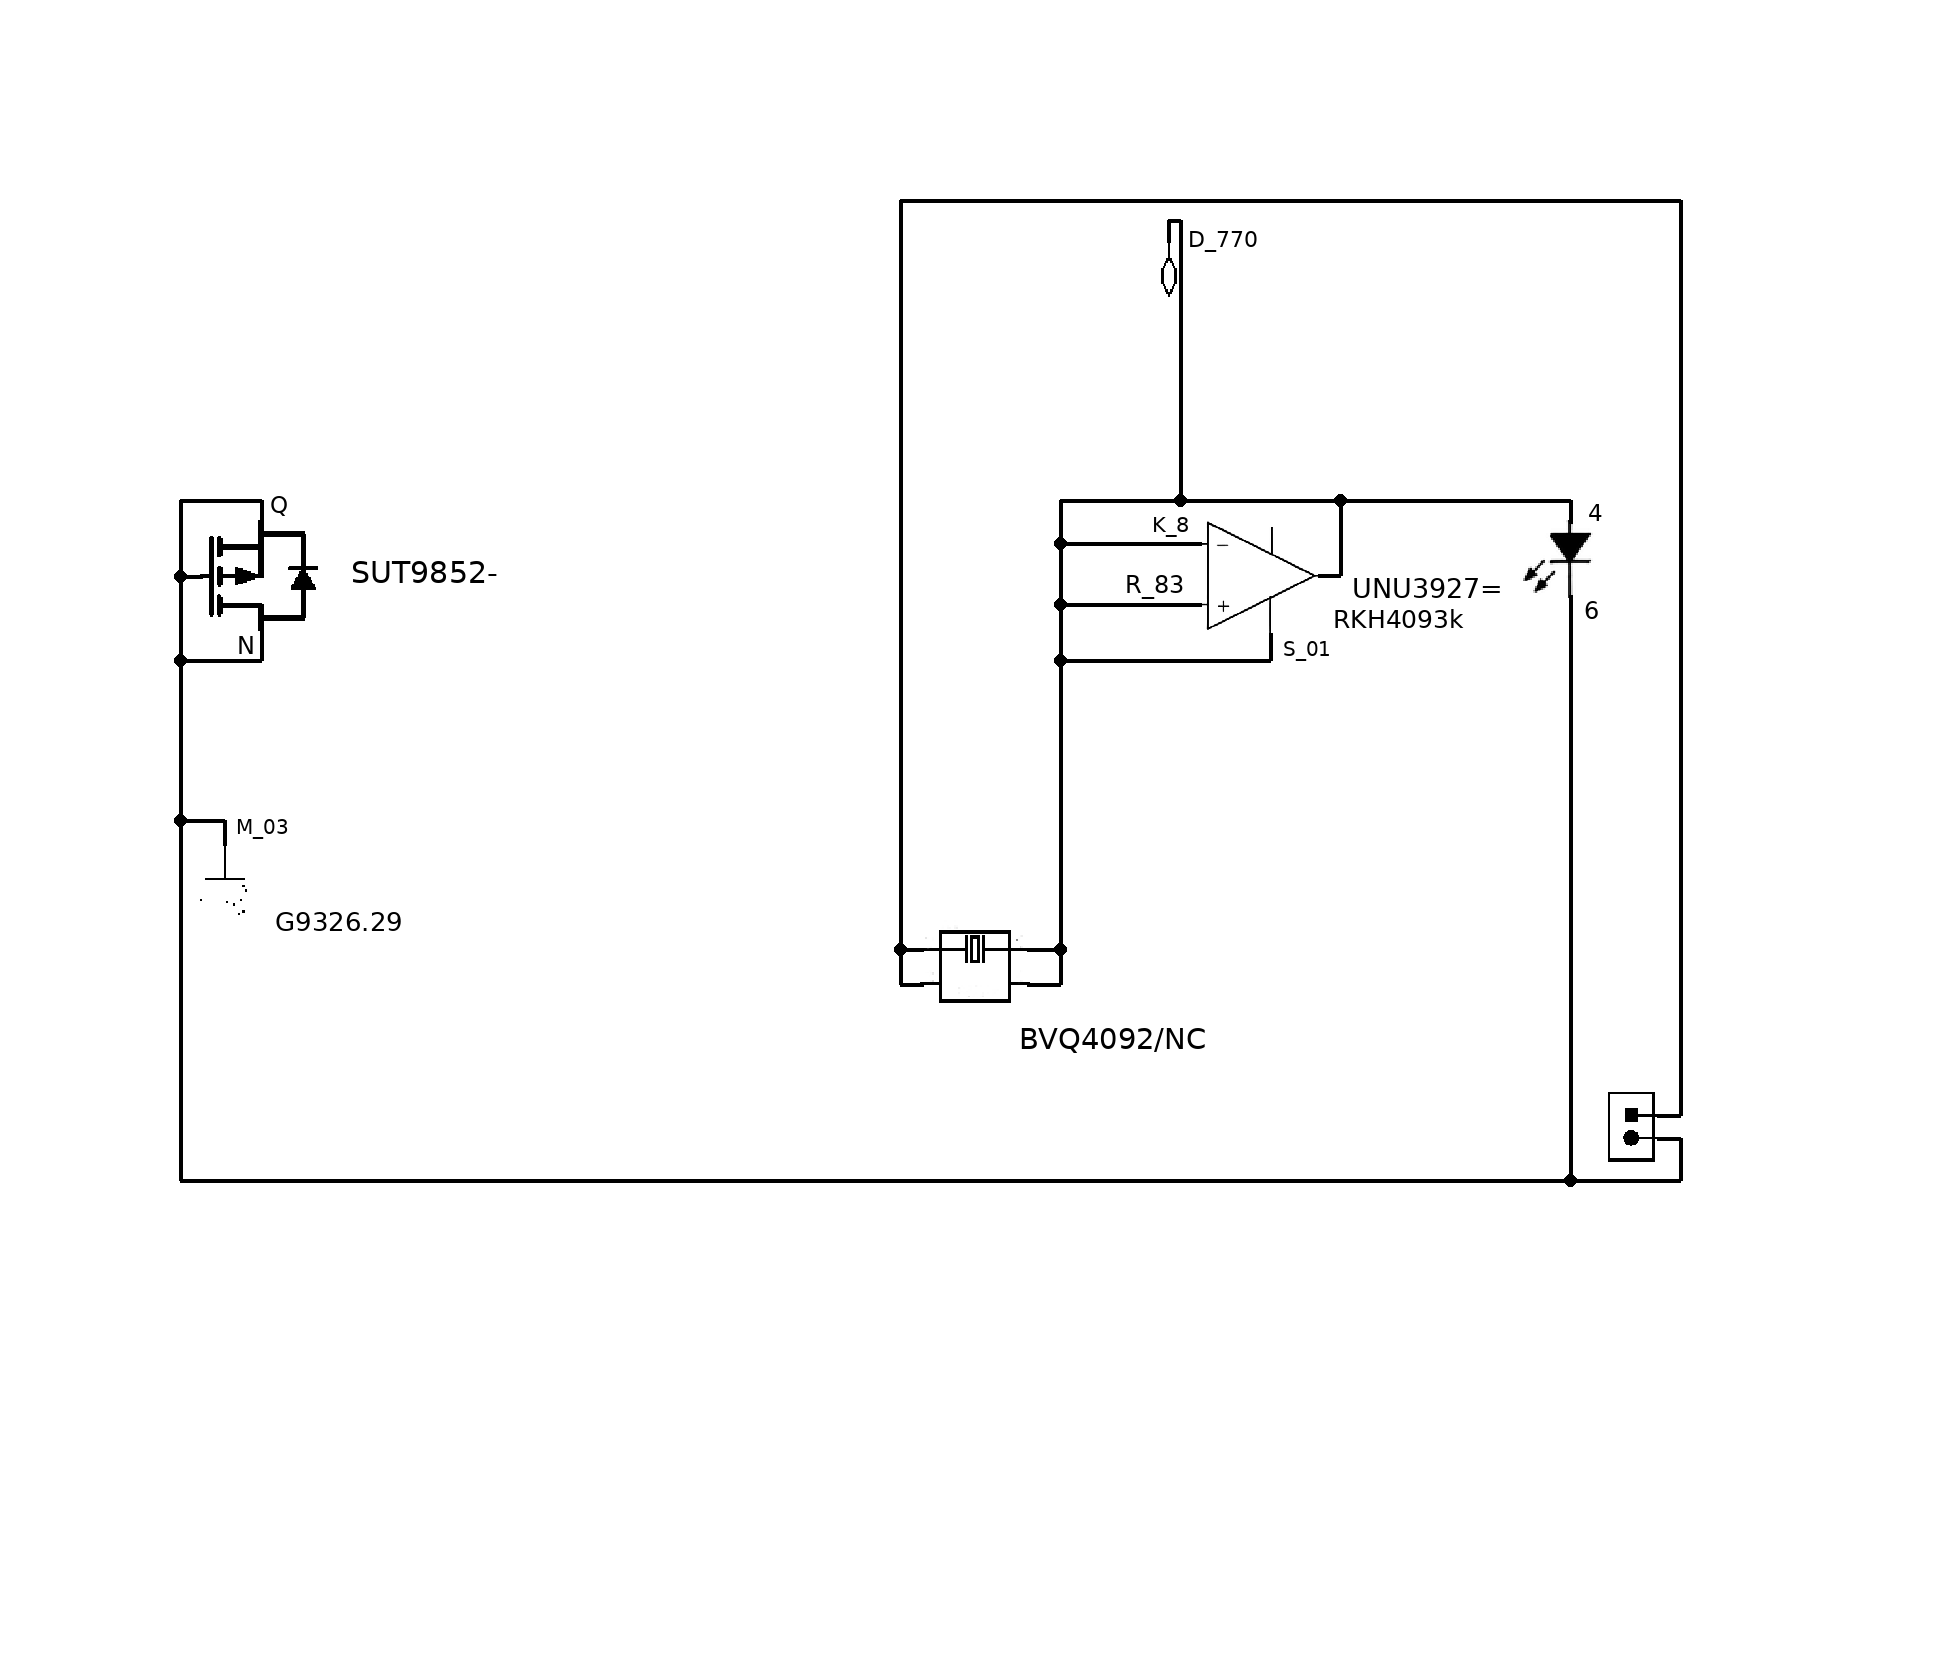 D_770
Q
4
K_8
SUT9852-
R_83
UNU3927=
6
RKH4093k
N
S_01
M_03
G9326.29
BVQ4092/NC